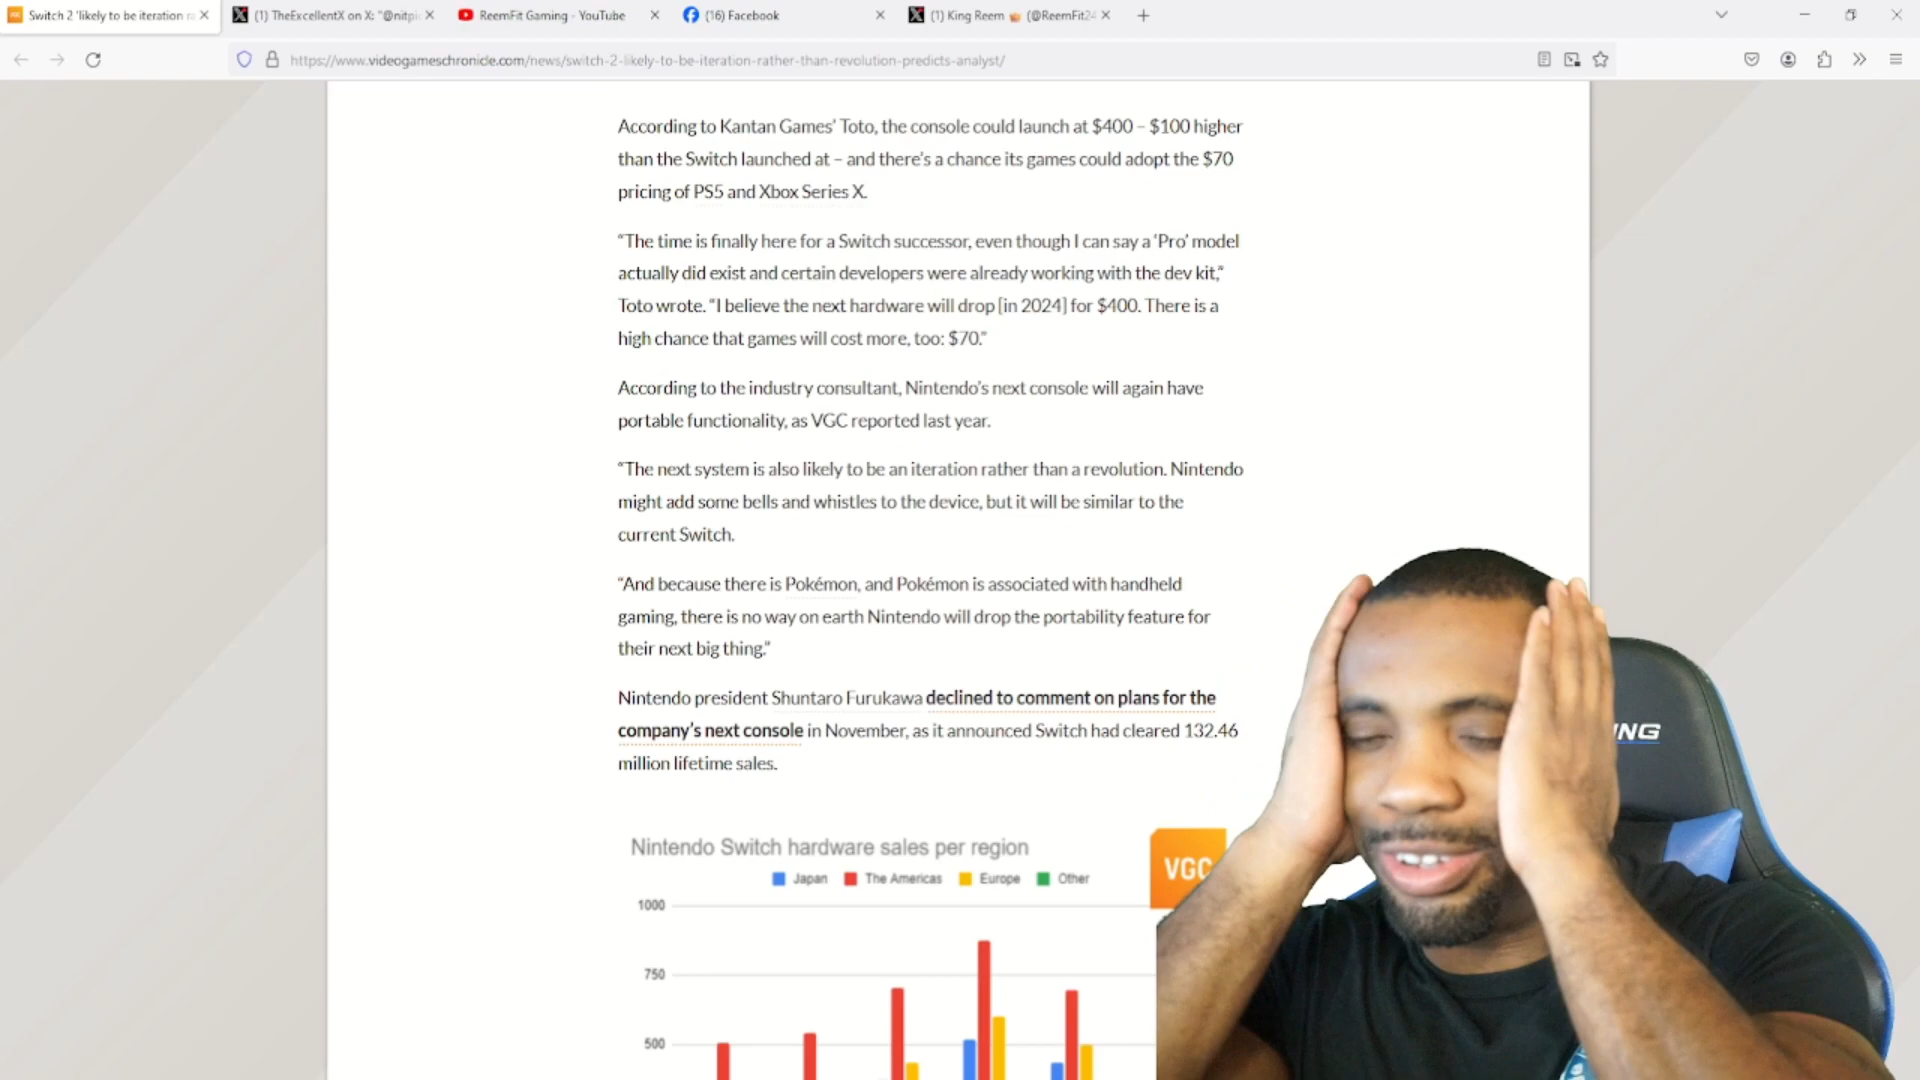 Switch 2 'likely to be iteration ra
(1) TheExcellentX on X: "@nitpi
ReemFit Gaming - YouTube
(16) Facebook
(1) King Reem 👑 (@ReemFit24
https://www.videogameschronicle.com/news/switch-2-likely-to-be-iteration-rather-than-revolution-predicts-analyst/
According to Kantan Games' Toto, the console could launch at $400 – $100 higher
than the Switch launched at – and there's a chance its games could adopt the $70
pricing of PS5 and Xbox Series X.
"The time is finally here for a Switch successor, even though I can say a 'Pro' model
actually did exist and certain developers were already working with the dev kit,"
Toto wrote. "I believe the next hardware will drop [in 2024] for $400. There is a
high chance that games will cost more, too: $70."
According to the industry consultant, Nintendo's next console will again have
portable functionality, as VGC reported last year.
"The next system is also likely to be an iteration rather than a revolution. Nintendo
might add some bells and whistles to the device, but it will be similar to the
current Switch.
"And because there is Pokémon, and Pokémon is associated with handheld
gaming, there is no way on earth Nintendo will drop the portability feature for
their next big thing."
Nintendo president Shuntaro Furukawa declined to comment on plans for the
company's next console in November, as it announced Switch had cleared 132.46
million lifetime sales.
Nintendo Switch hardware sales per region
VGC
Japan The Americas Europe Other
1000
750
500